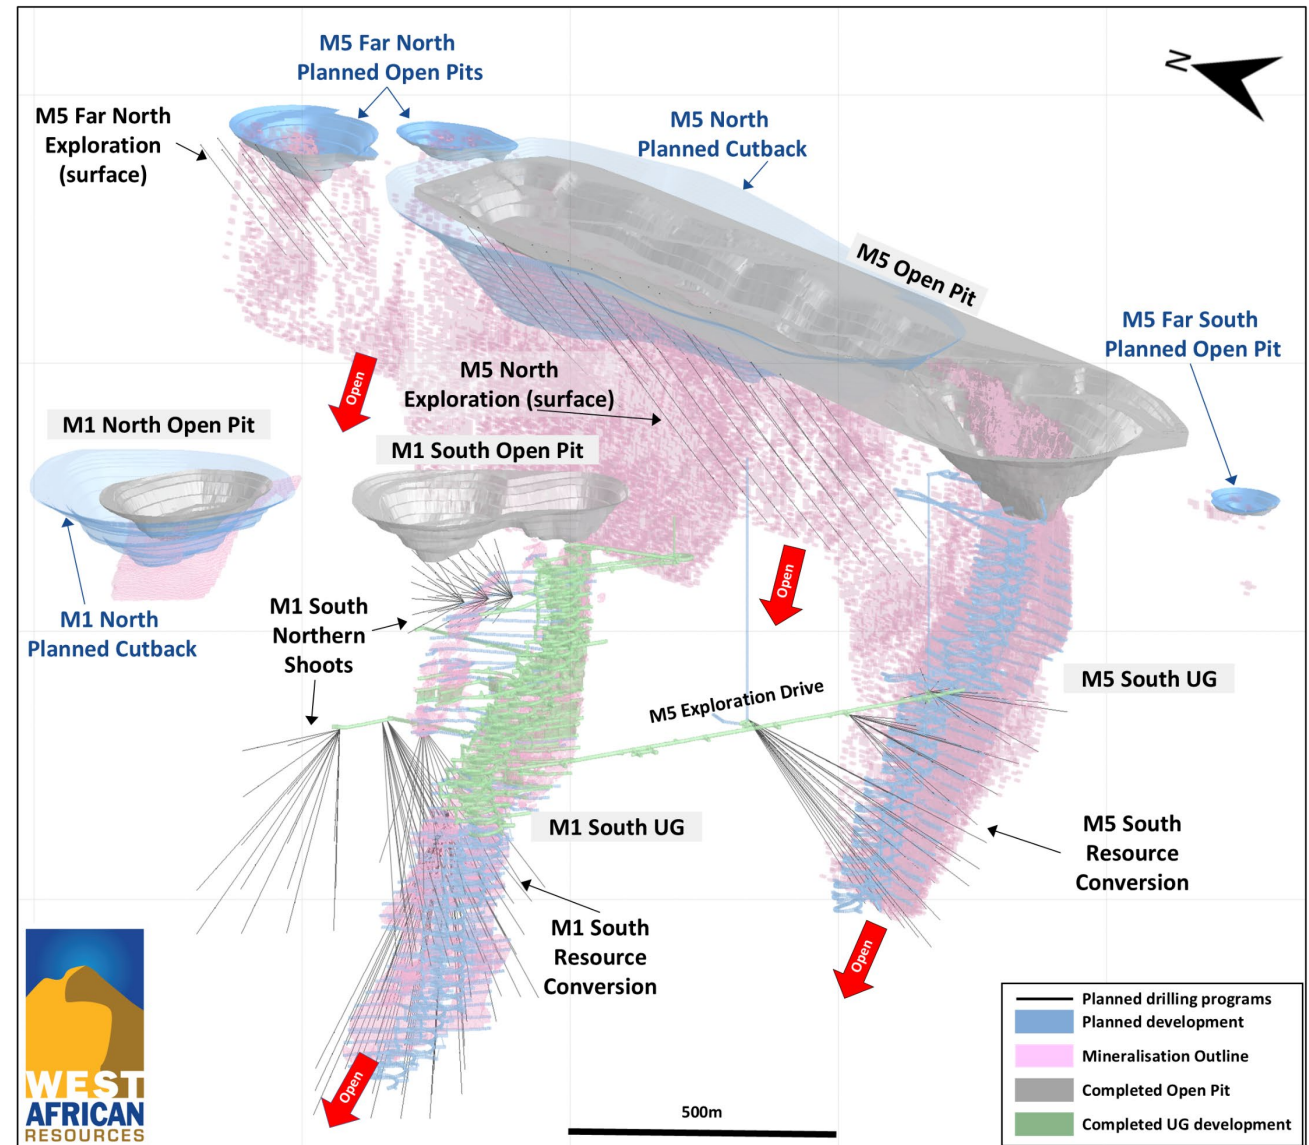 M5 Far North
Planned Open Pits
N
M5 Far North
Exploration
(surface)
M5 North
Planned Cutback
M5 Open Pit
M5 Far South
Planned Open Pit
Open
M5 North
Exploration (surface)
M1 North Open Pit
M1 South Open Pit
M1 North
Planned Cutback
M1 South
Northern
Shoots
Open
M5 South UG
M5 Exploration Drive
M1 South UG
M5 South
Resource
Conversion
M1 South
Resource
Conversion
Open
Open
WEST
AFRICAN
RESOURCES
500m
Planned drilling programs
Planned development
Mineralisation Outline
Completed Open Pit
Completed UG development